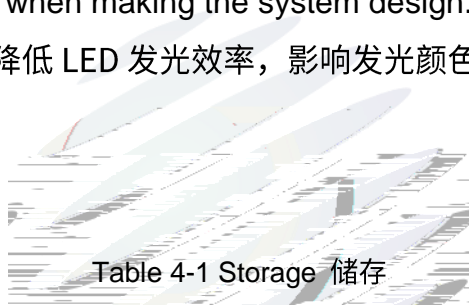 when making the system design.
降低 LED 发光效率，影响发光颜色
Table 4-1 Storage 储存